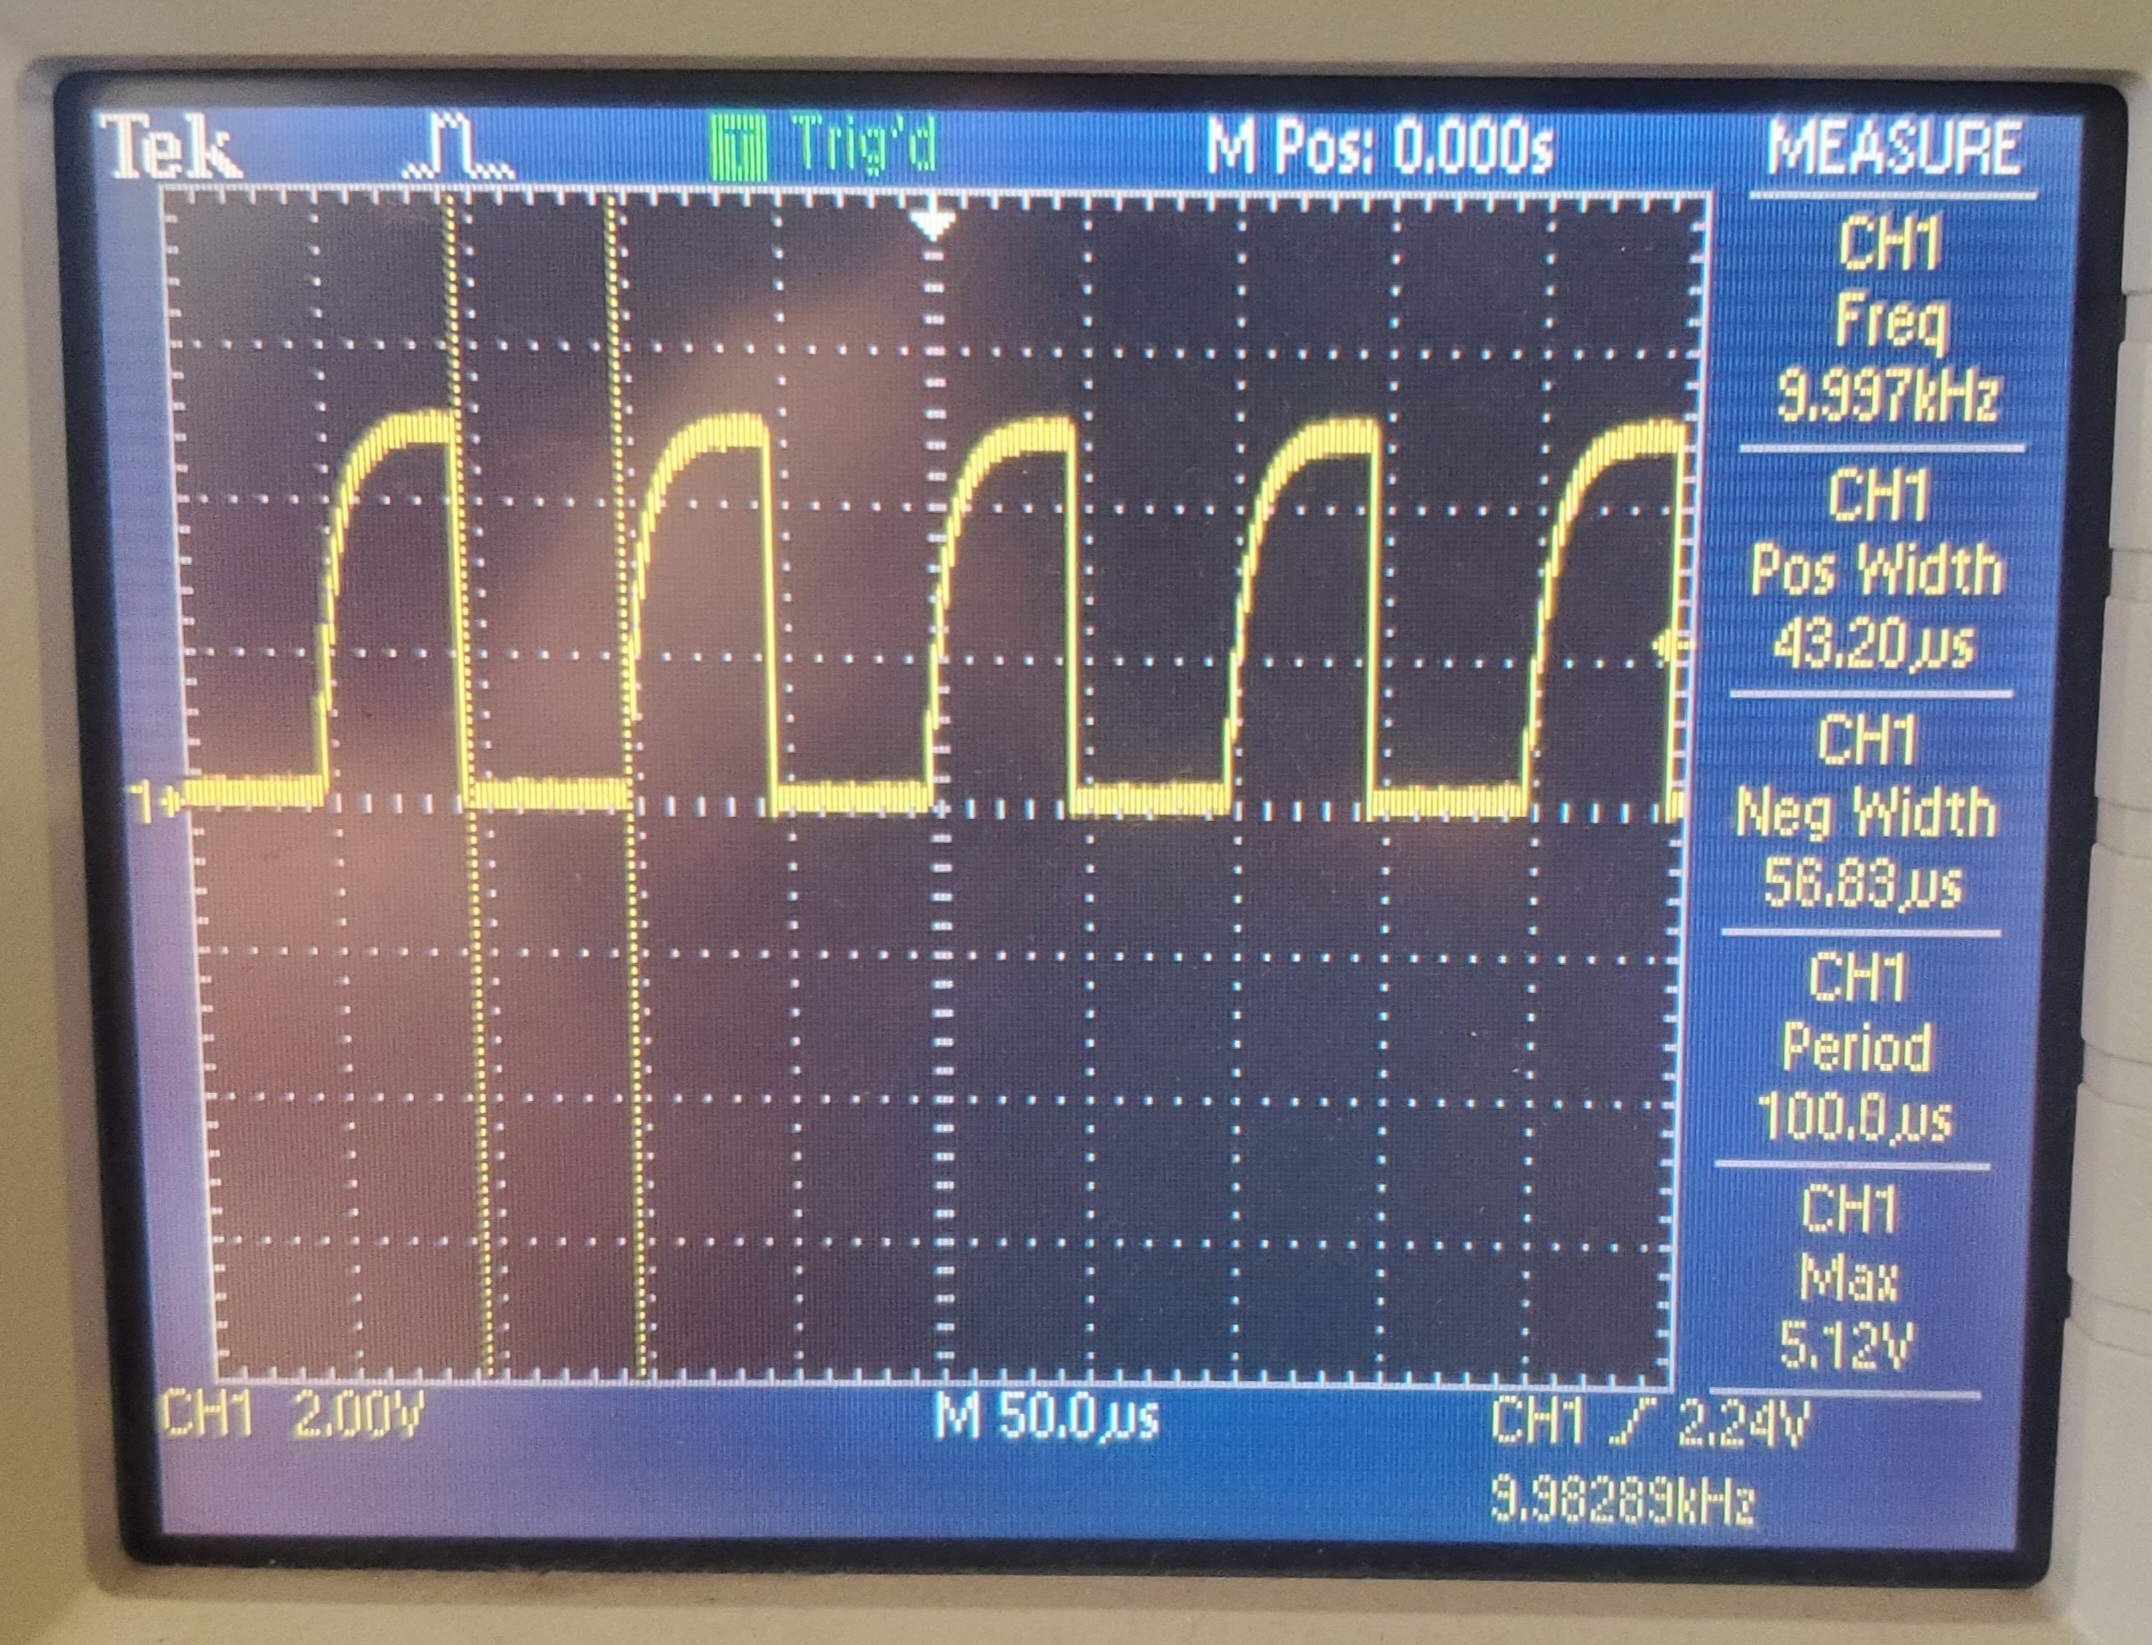 Tek Trig'd M Pos: 0.000s MEASURE
CH1
Freq
9.997kHz
CH1
Pos Width
43.20µs
CH1
Neg Width
56.83µs
CH1
Period
100.0µs
CH1
Max
5.12V
1
CH1 2.00V M 50.0µs CH1 2.24V
9.98289kHz